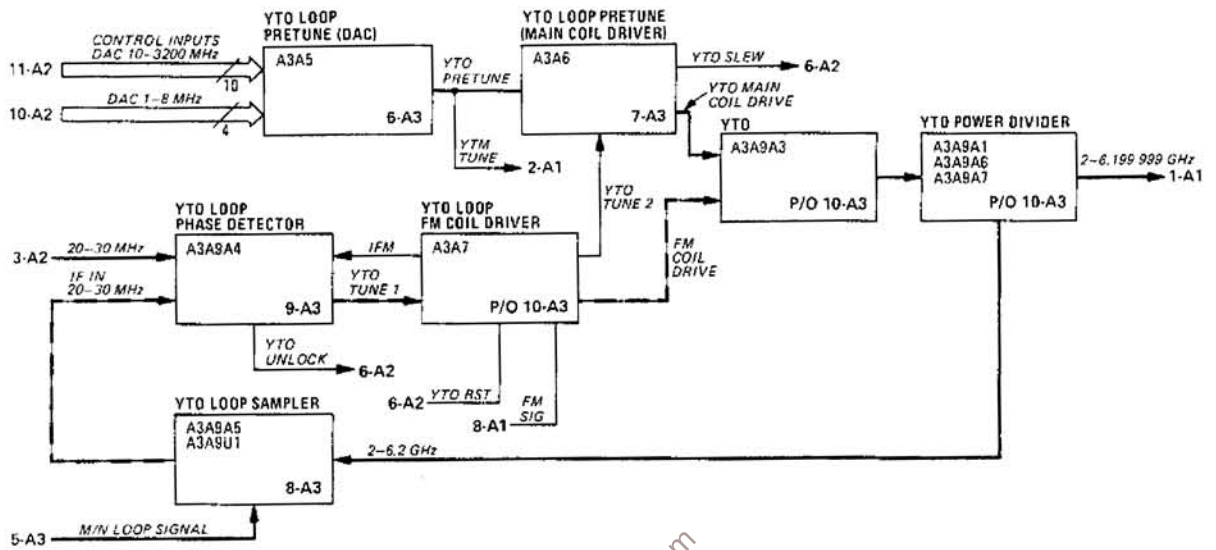 YTO LOOP
PRETUNE (DAC)
YTO LOOP PRETUNE
(MAIN COIL DRIVER)
11-A2
CONTROL INPUTS
DAC 10-3200 MHz
10
A3A5
6-A3
YTO
PRETUNE
A3A6
7-A3
YTO SLEW
6-A2
10-A2
DAC 1-8 MHz
4
YTM
TUNE
2-A1
YTO MAIN
COIL DRIVE
YTO
A3A9A3
P/O 10-A3
YTO POWER DIVIDER
A3A9A1
A3A9A6
A3A9A7
P/O 10-A3
2-6.199 999 GHz
1-A1
YTO LOOP
PHASE DETECTOR
YTO LOOP
FM COIL DRIVER
YTO
TUNE 2
3-A2
20-30 MHz
IF IN
20-30 MHz
A3A9A4
9-A3
IFM
YTO
TUNE 1
A3A7
P/O 10-A3
FM
COIL
DRIVE
YTO
UNLOCK
6-A2
6-A2
YTO RST
8-A1
FM
SIG
YTO LOOP SAMPLER
A3A9A5
A3A9U1
8-A3
2-6.2 GHz
5-A3
M/N LOOP SIGNAL
m